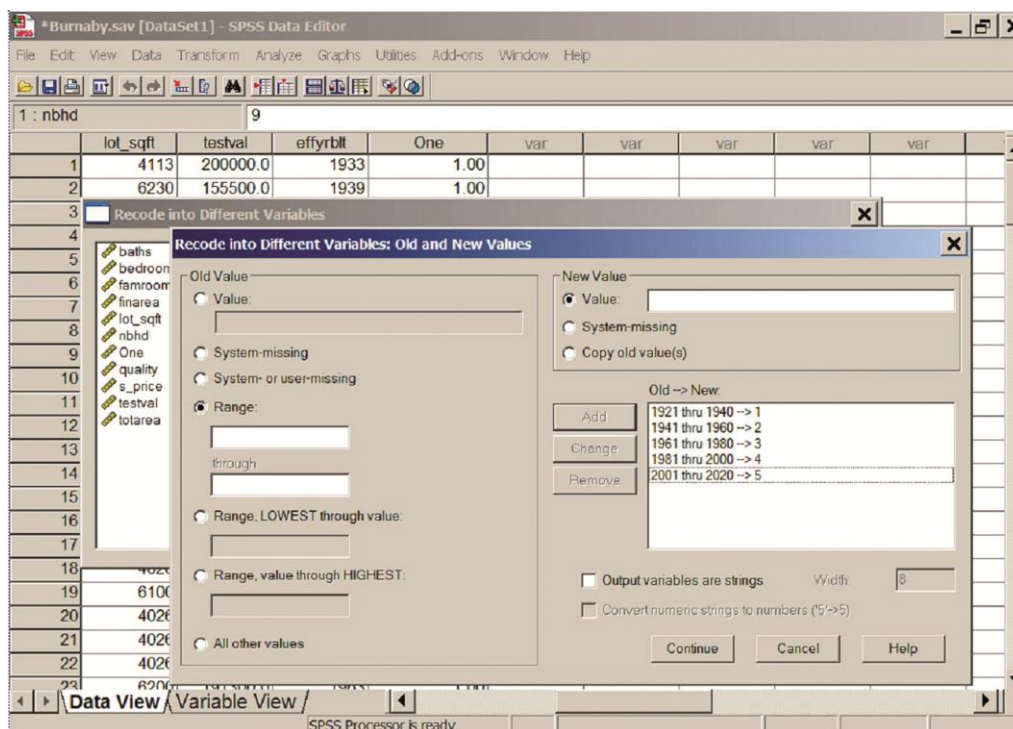 *Burnaby.sav [DataSet1] - SPSS Data Editor
File Edit View Data Transform Analyze Graphs Utilities Add-ons Window Help
1 : nbhd 9
lot_sqft testval effyrblt One var var var var var
1 4113 200000.0 1933 1.00
2 6230 155500.0 1939 1.00
3
Recode into Different Variables
4
Recode into Different Variables: Old and New Values
5
6
7
8
9
10
11
12
13
14
15
16
17
18
19 6100
20 4026
21 4026
22 4026
23 6200
baths
bedroom
famroom
finarea
lot_sqft
nbhd
One
quality
s_price
testval
totarea
Old Value
Value:
System-missing
System- or user-missing
Range:
through
Range, LOWEST through value:
Range, value through HIGHEST:
All other values
New Value
Value:
System-missing
Copy old value(s)
Old --> New:
Add
Change
Remove
1921 thru 1940 --> 1
1941 thru 1960 --> 2
1961 thru 1980 --> 3
1981 thru 2000 --> 4
2001 thru 2020 --> 5
Output variables are strings Width: 8
Convert numeric strings to numbers ('5'->5)
Continue Cancel Help
Data View Variable View
SPSS Processor is ready